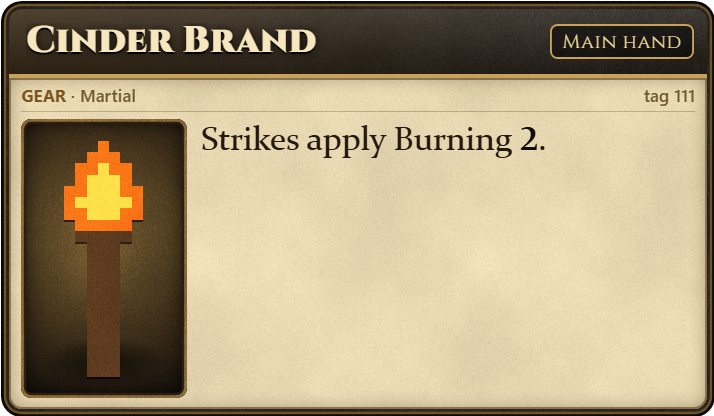 Cinder Brand
Main hand
GEAR · Martial
tag 111
Strikes apply Burning 2.